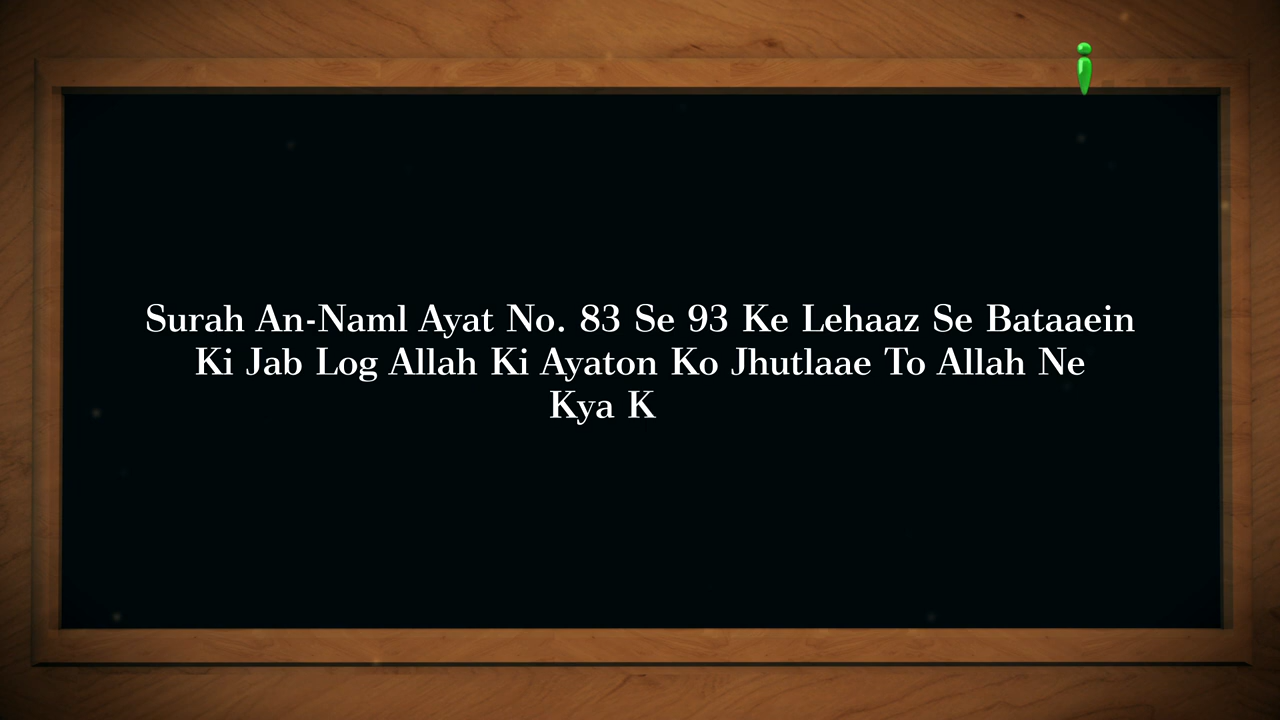 Surah An-Naml Ayat No. 83 Se 93 Ke Lehaaz Se Bataaein
Ki Jab Log Allah Ki Ayaton Ko Jhutlaae To Allah Ne
Kya K